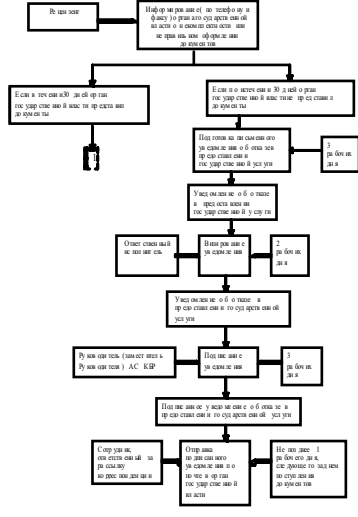 Рецензент
Информирование( по телефону и
факсу) органа государственной
власти о некомплектности или
неправильном оформлении
документов
Если в течении 30 дней орган
государственной власти представил
документы
Если по истечении 30 дней орган
государственной власти не представил
документы
1
Подготовка письменного
уведомления об отказе в
предоставлении
государственной услуги
3
рабочих
дня
Уведомление об отказе
в предоставлении
государственной услуги
Ответственный
исполнитель
Визирование
уведомления
2
рабочих
дня
Уведомление об отказе в
предоставлении государственной
услуги
Руководитель (заместитель
Руководителя) АС КБР
Подписание
уведомления
3
рабочих
дня
Подписанное уведомление об отказе в
предоставлении государственной услуги
Сотрудник,
ответственный за
рассылку
корреспонденции
Отправка
подписанного
уведомления по
почте в орган
государственной
власти
Не позднее 1
рабочего дня,
следующего за днем
поступления
документов